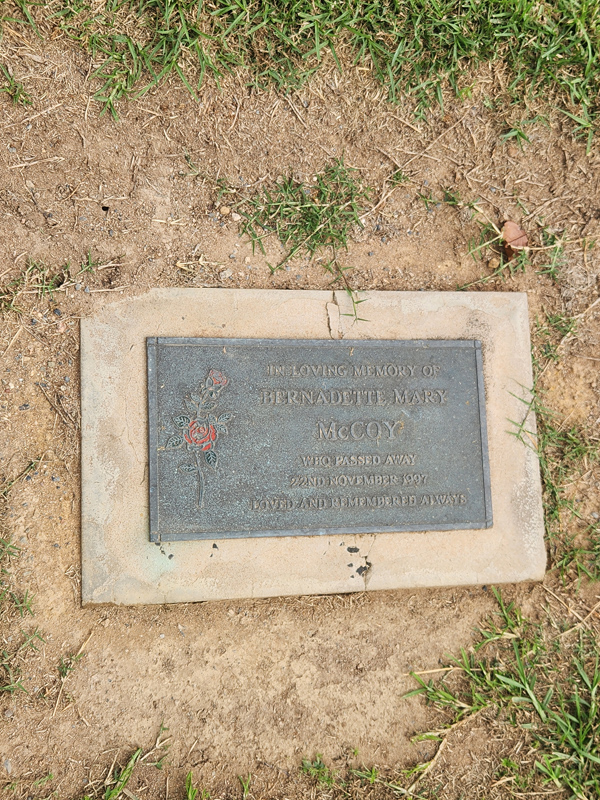 IN LOVING MEMORY OF
BERNADETTE MARY
McCOY
WHO PASSED AWAY
22ND NOVEMBER 1997
LOVED AND REMEMBERED ALWAYS